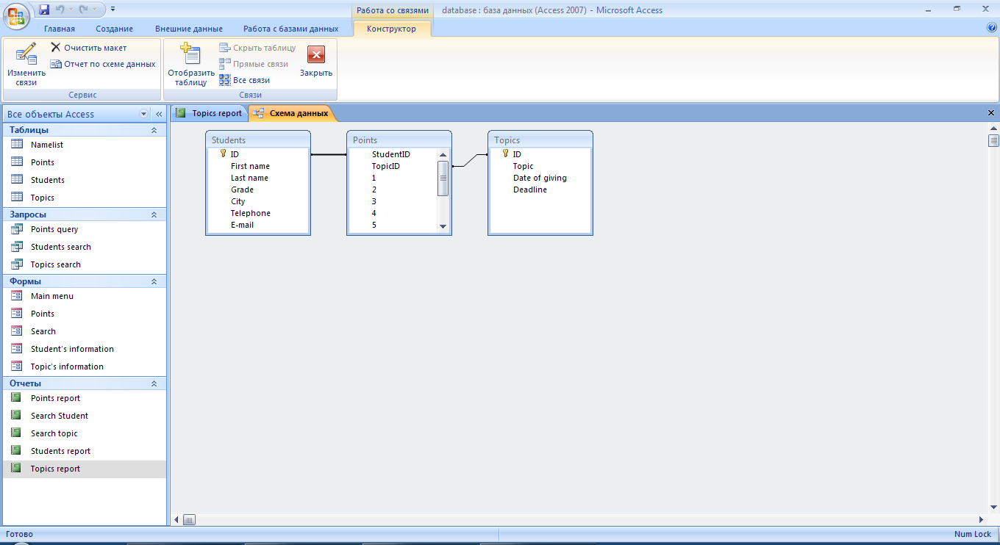 Работа со связями
database : база данных (Access 2007) - Microsoft Access
Главная
Создание
Внешние данные
Работа с базами данных
Конструктор
Изменить
связи
Очистить макет
Отчет по схеме данных
Сервис
Отобразить
таблицу
Скрыть таблицу
Прямые связи
Все связи
Закрыть
Связи
Все объекты Access
Таблицы
Namelist
Points
Students
Topics
Запросы
Points query
Students search
Topics search
Формы
Main menu
Points
Search
Student's information
Topic's information
Отчеты
Points report
Search Student
Search topic
Students report
Topics report
Topics report
Схема данных
Students
ID
First name
Last name
Grade
City
Telephone
E-mail
Points
StudentID
TopicID
1
2
3
4
5
Topics
ID
Topic
Date of giving
Deadline
Готово
Num Lock